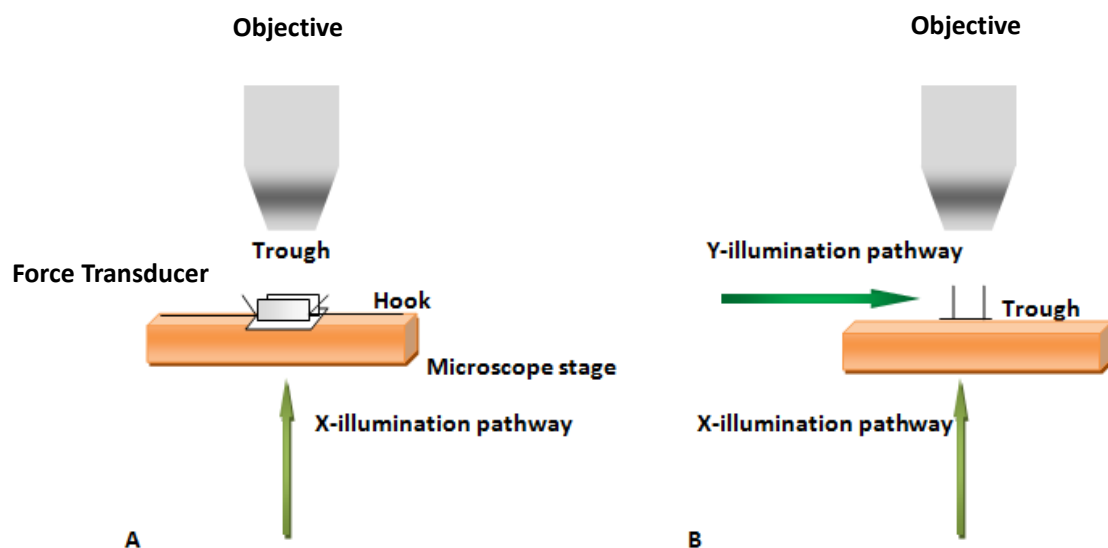 Objective
Trough
Force Transducer
Hook
Microscope stage
X-illumination pathway
A
Objective
Y-illumination pathway
Trough
X-illumination pathway
B